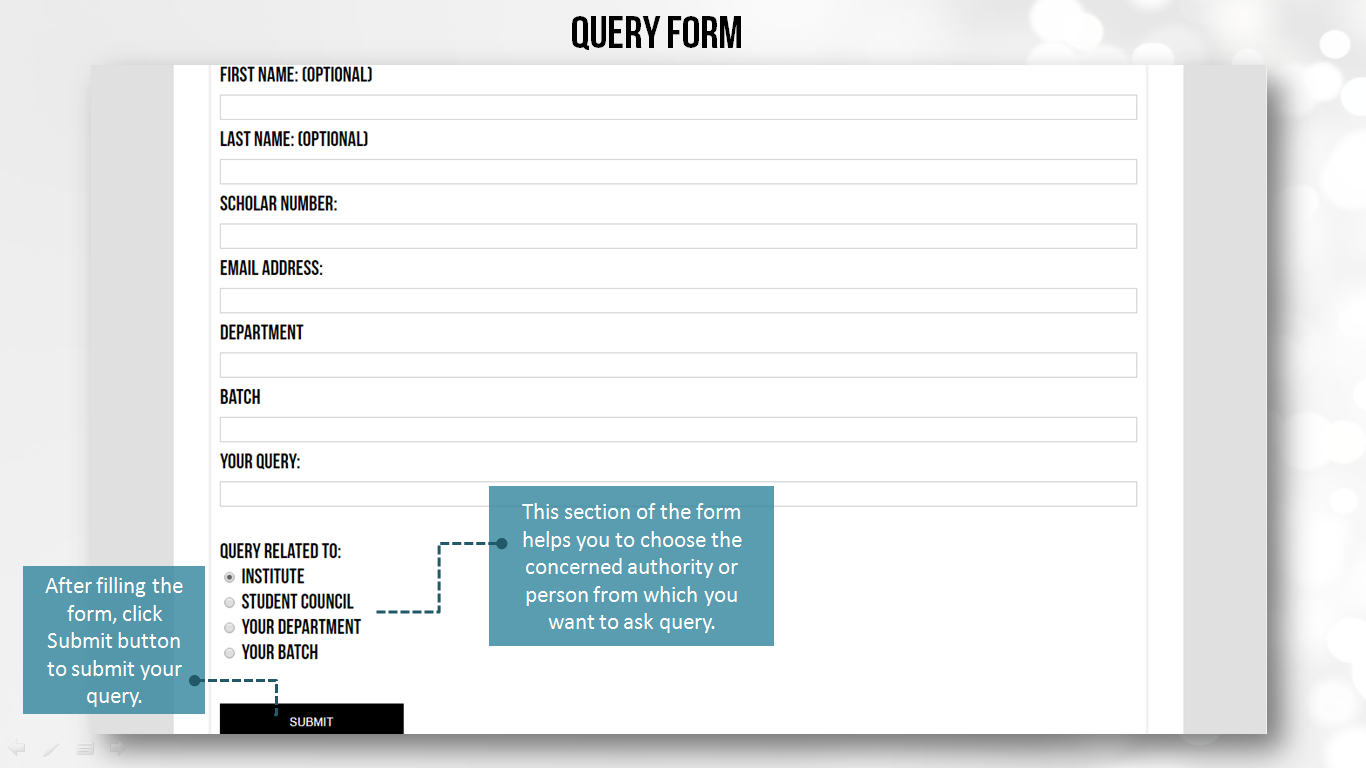 QUERY FORM
FIRST NAME: (OPTIONAL)
LAST NAME: (OPTIONAL)
SCHOLAR NUMBER:
EMAIL ADDRESS:
DEPARTMENT
BATCH
YOUR QUERY:
This section of the form
helps you to choose the
concerned authority or
person from which you
want to ask query.
QUERY RELATED TO:
INSTITUTE
STUDENT COUNCIL
YOUR DEPARTMENT
YOUR BATCH
After filling the
form, click
Submit button
to submit your
query.
SUBMIT